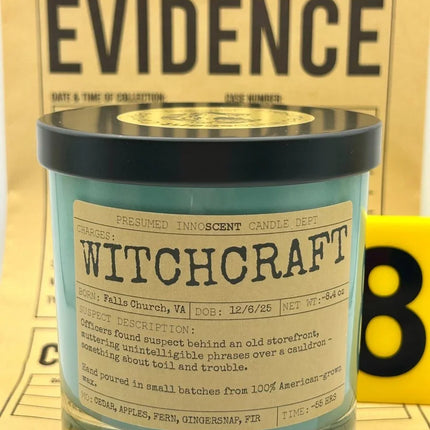 EVIDENCE
DATE & TIME OF COLLECTION: CASE NUMBER:
PRESUMED INNOSCENT CANDLE DEPT
CHARGES:
WITCHCRAFT
BORN: Falls Church, VA DOB: 12/6/25 NET WT:~8.4 oz
SUSPECT DESCRIPTION:
Officers found suspect behind an old storefront,
muttering unintelligible phrases over a cauldron -
something about toil and trouble.
Hand poured in small batches from 100% American-grown
wax.
MO: CEDAR, APPLES, FERN, GINGERSNAP, FIR TIME: ~55 HRS
8